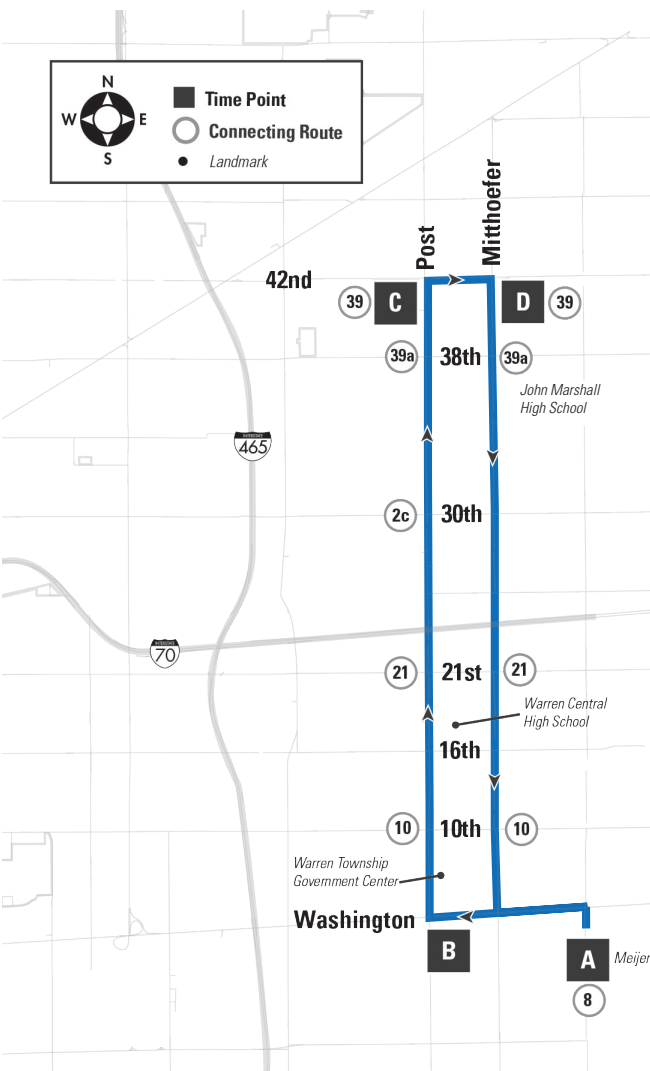 N
W E
S
Time Point
Connecting Route
Landmark
Post
Mitthoefer
42nd
39 C D 39
39a 38th 39a
John Marshall
High School
INTERSTATE
465
2c 30th
INTERSTATE
70
21 21st 21
Warren Central
High School
16th
10 10th 10
Warren Township
Government Center
Washington
B
A Meijer
8